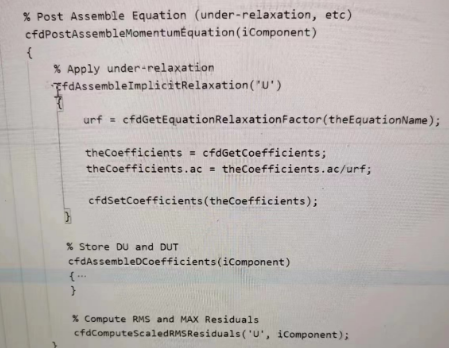 % Post Assemble Equation (under-relaxation, etc)
cfdPostAssembleMomentumEquation(iComponent)
{
% Apply under-relaxation
cfdAssembleImplicitRelaxation('U')
{
urf = cfdGetEquationRelaxationFactor(theEquationName);
theCoefficients = cfdGetCoefficients;
theCoefficients.ac = theCoefficients.ac/urf;
cfdSetCoefficients(theCoefficients);
}
% Store DU and DUT
cfdAssembleDCoefficients(iComponent)
{...
}
% Compute RMS and MAX Residuals
cfdComputeScaledRMSResiduals('U', iComponent);
}